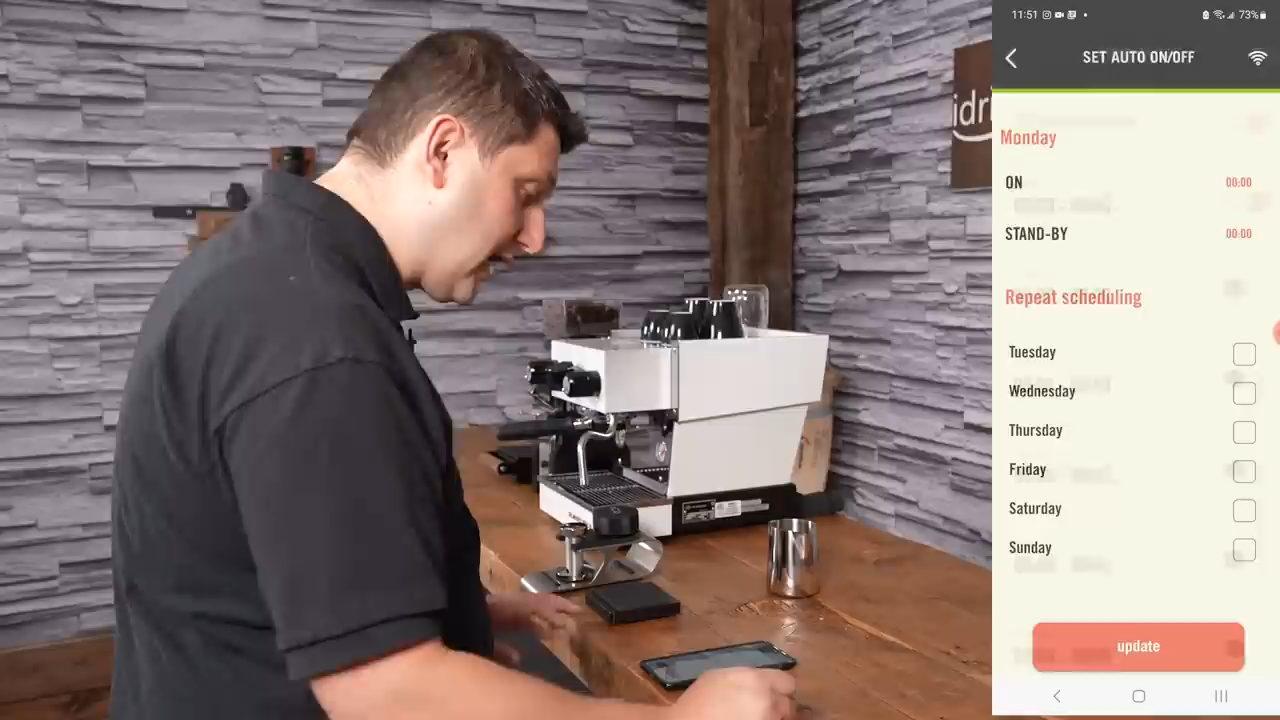 11:51
73%
SET AUTO ON/OFF
idr
Monday
ON 00:00
STAND-BY 00:00
Repeat scheduling
Tuesday
Wednesday
Thursday
Friday
Saturday
Sunday
update